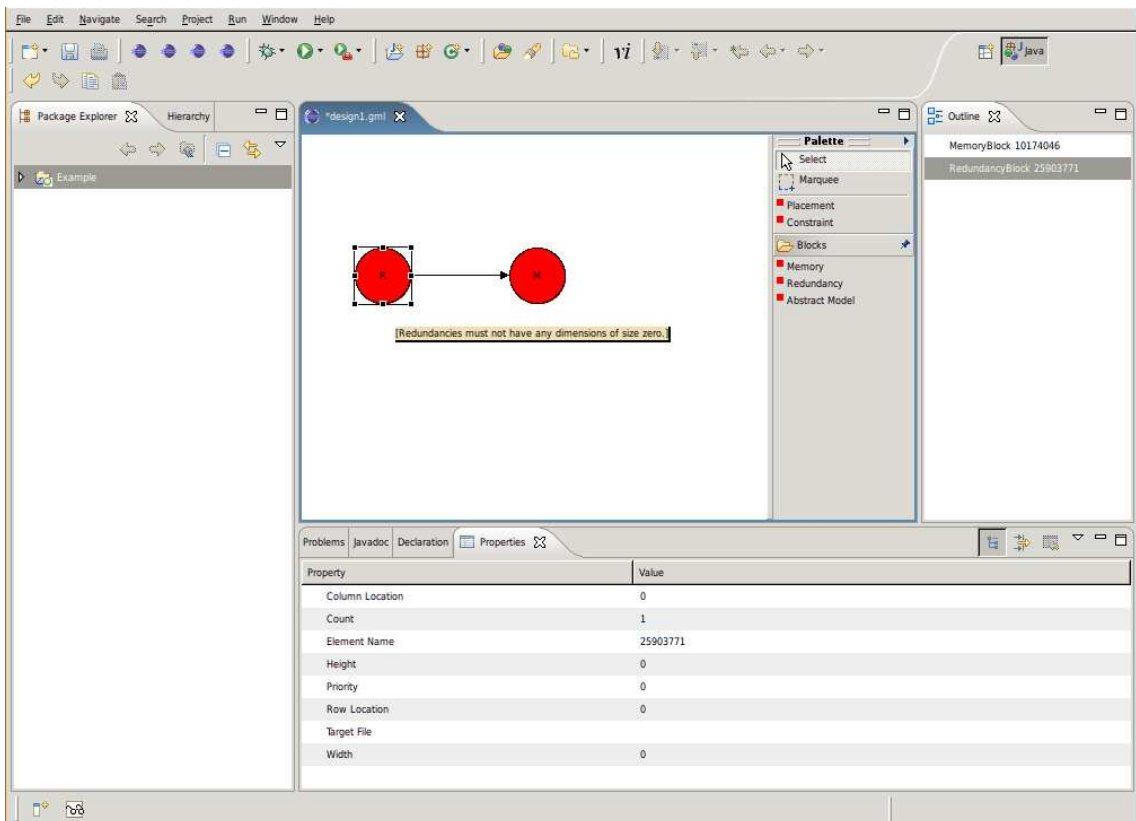 File Edit Navigate Search Project Run Window Help
Java
Package Explorer Hierarchy
Example
*design1.gml
R
M
[Redundancies must not have any dimensions of size zero.]
Palette
Select
Marquee
Placement
Constraint
Blocks
Memory
Redundancy
Abstract Model
Outline
MemoryBlock 10174046
RedundancyBlock 25903771
Problems Javadoc Declaration Properties
Property Value
Column Location 0
Count 1
Element Name 25903771
Height 0
Priority 0
Row Location 0
Target File
Width 0